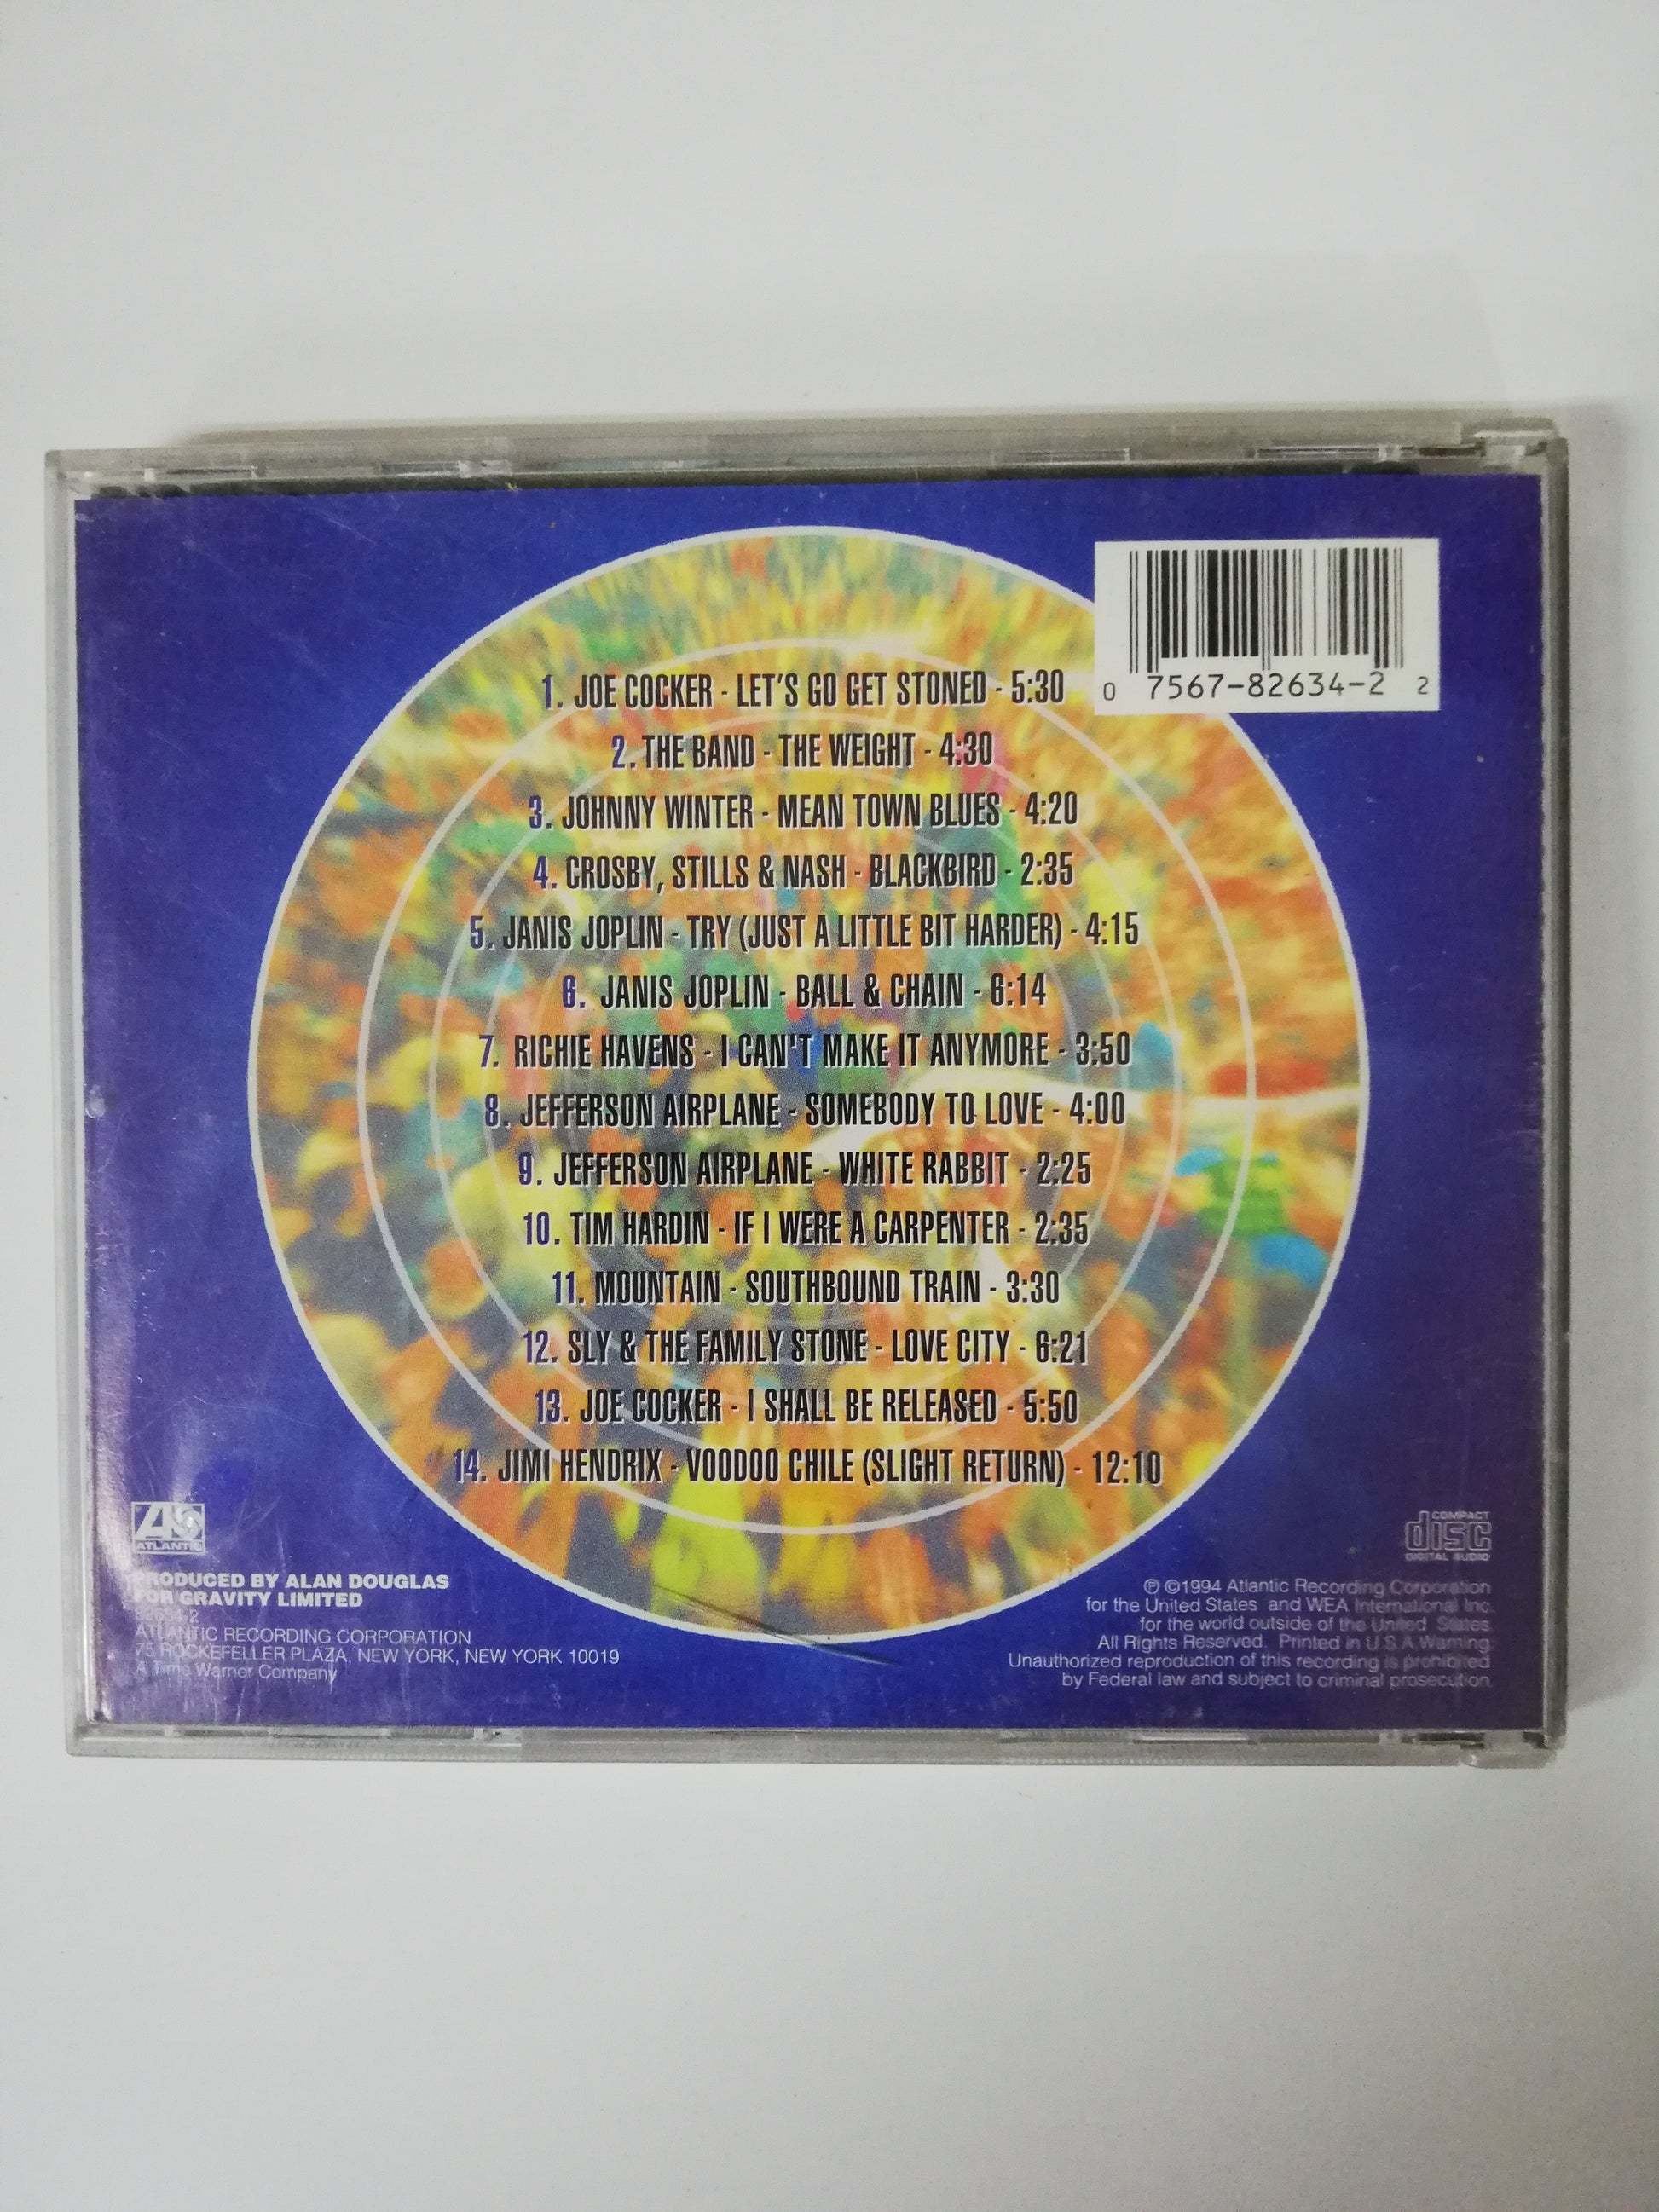 1. JOE COCKER - LET'S GO GET STONED - 5:30
2. THE BAND - THE WEIGHT - 4:30
3. JOHNNY WINTER - MEAN TOWN BLUES - 4:20
4. CROSBY, STILLS & NASH - BLACKBIRD - 2:35
5. JANIS JOPLIN - TRY (JUST A LITTLE BIT HARDER) - 4:15
6. JANIS JOPLIN - BALL & CHAIN - 6:14
7. RICHIE HAVENS - I CAN'T MAKE IT ANYMORE - 3:50
8. JEFFERSON AIRPLANE - SOMEBODY TO LOVE - 4:00
9. JEFFERSON AIRPLANE - WHITE RABBIT - 2:25
10. TIM HARDIN - IF I WERE A CARPENTER - 2:35
11. MOUNTAIN - SOUTHBOUND TRAIN - 3:30
12. SLY & THE FAMILY STONE - LOVE CITY - 6:21
13. JOE COCKER - I SHALL BE RELEASED - 5:50
14. JIMI HENDRIX - VOODOO CHILE (SLIGHT RETURN) - 12:10
0 7567-82634-2 2
ATLANTIC
PRODUCED BY ALAN DOUGLAS
FOR GRAVITY LIMITED
82634-2
ATLANTIC RECORDING CORPORATION
75 ROCKEFELLER PLAZA, NEW YORK, NEW YORK 10019
A Time Warner Company
COMPACT
disc
DIGITAL AUDIO
℗ ©1994 Atlantic Recording Corporation
for the United States and WEA International Inc.
for the world outside of the United States.
All Rights Reserved. Printed in U.S.A. Warning:
Unauthorized reproduction of this recording is prohibited
by Federal law and subject to criminal prosecution.